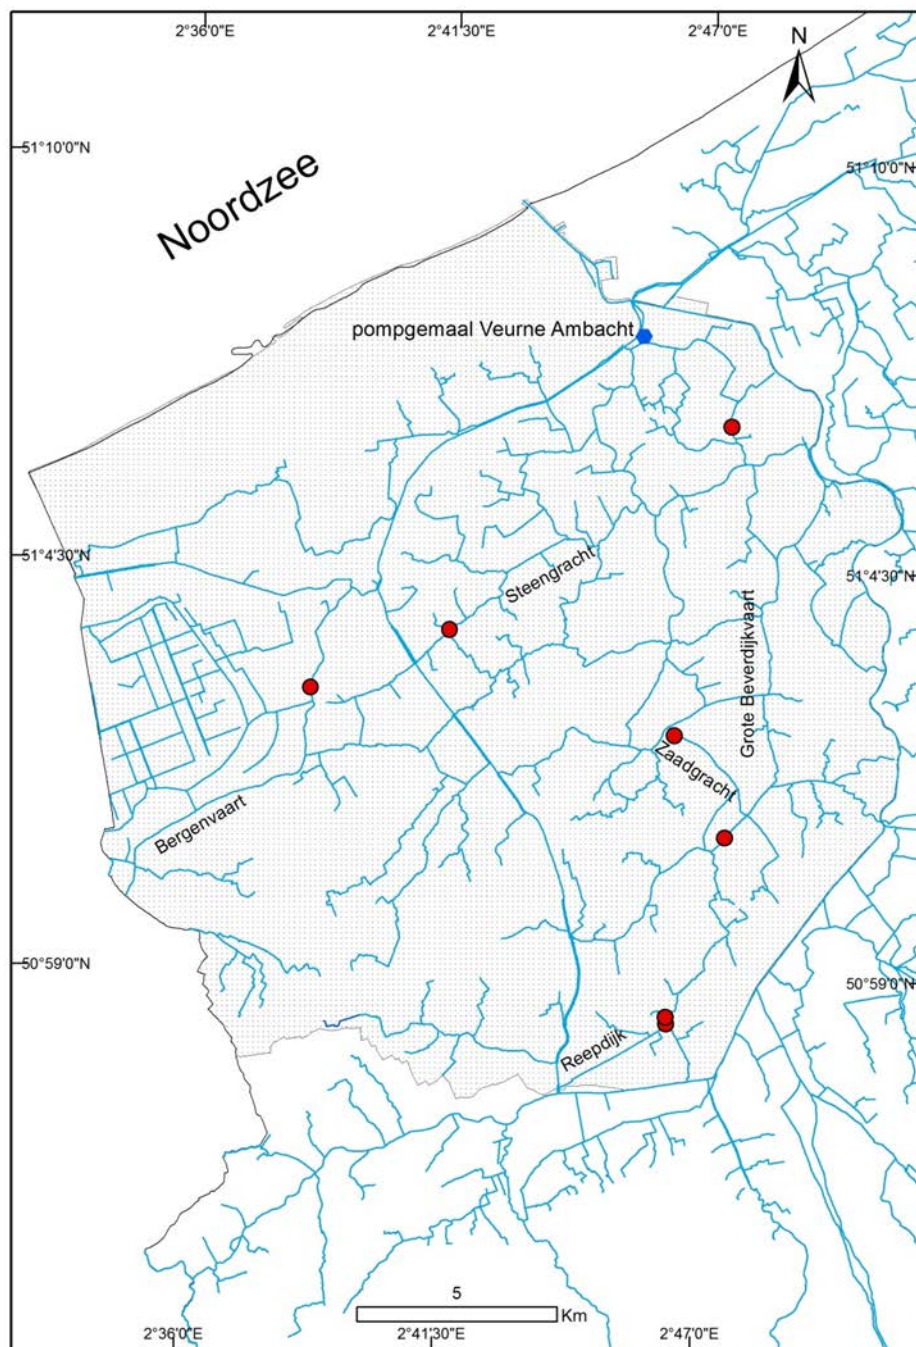 2°36'0"E
2°41'30"E
2°47'0"E
N
51°10'0"N
51°10'0"N
Noordzee
pompgemaal Veurne Ambacht
51°4'30"N
51°4'30"N
Steengracht
Grote Beverdijkvaart
Zaadgracht
Bergenvaart
50°59'0"N
50°59'0"N
Reepdijk
5
Km
2°36'0"E
2°41'30"E
2°47'0"E